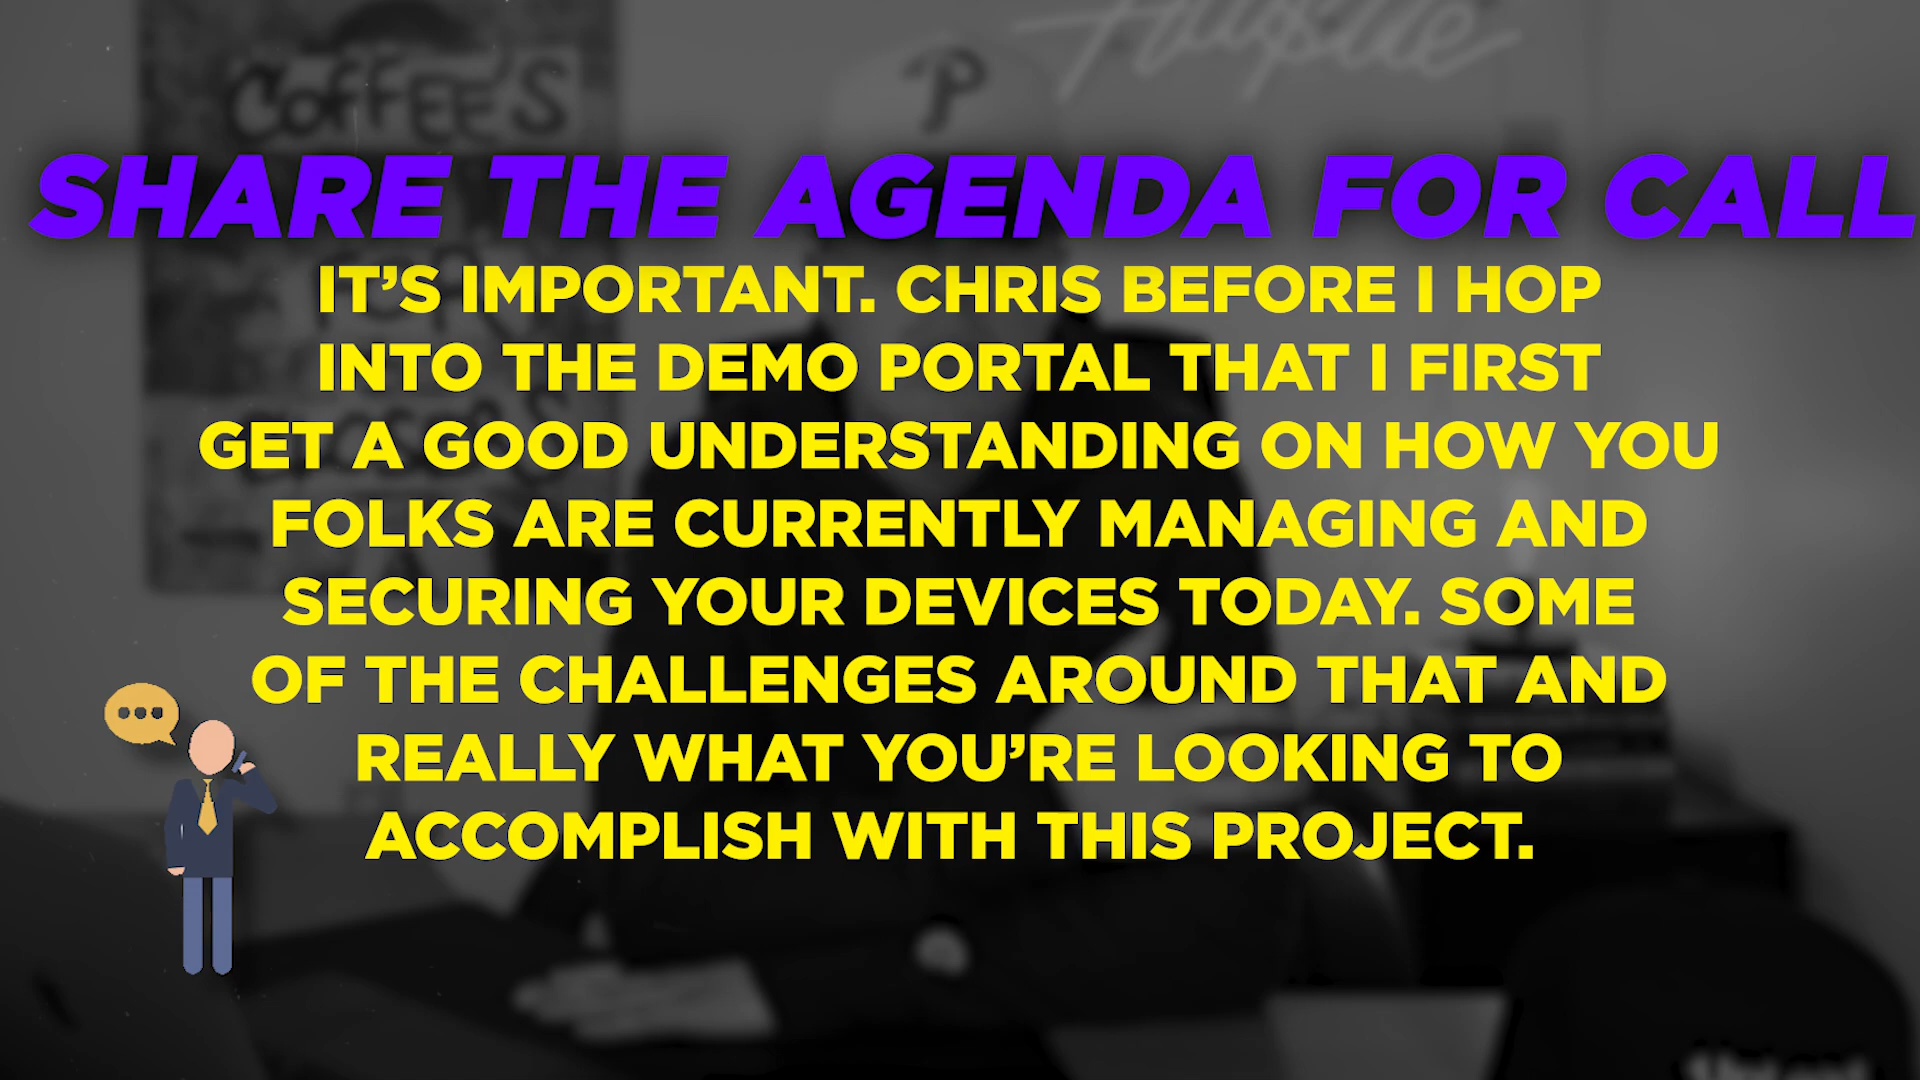 COFFEE'S
P
SHARE THE AGENDA FOR CALL
IT'S IMPORTANT. CHRIS BEFORE I HOP
INTO THE DEMO PORTAL THAT I FIRST
GET A GOOD UNDERSTANDING ON HOW YOU
FOLKS ARE CURRENTLY MANAGING AND
SECURING YOUR DEVICES TODAY. SOME
OF THE CHALLENGES AROUND THAT AND
REALLY WHAT YOU'RE LOOKING TO
ACCOMPLISH WITH THIS PROJECT.